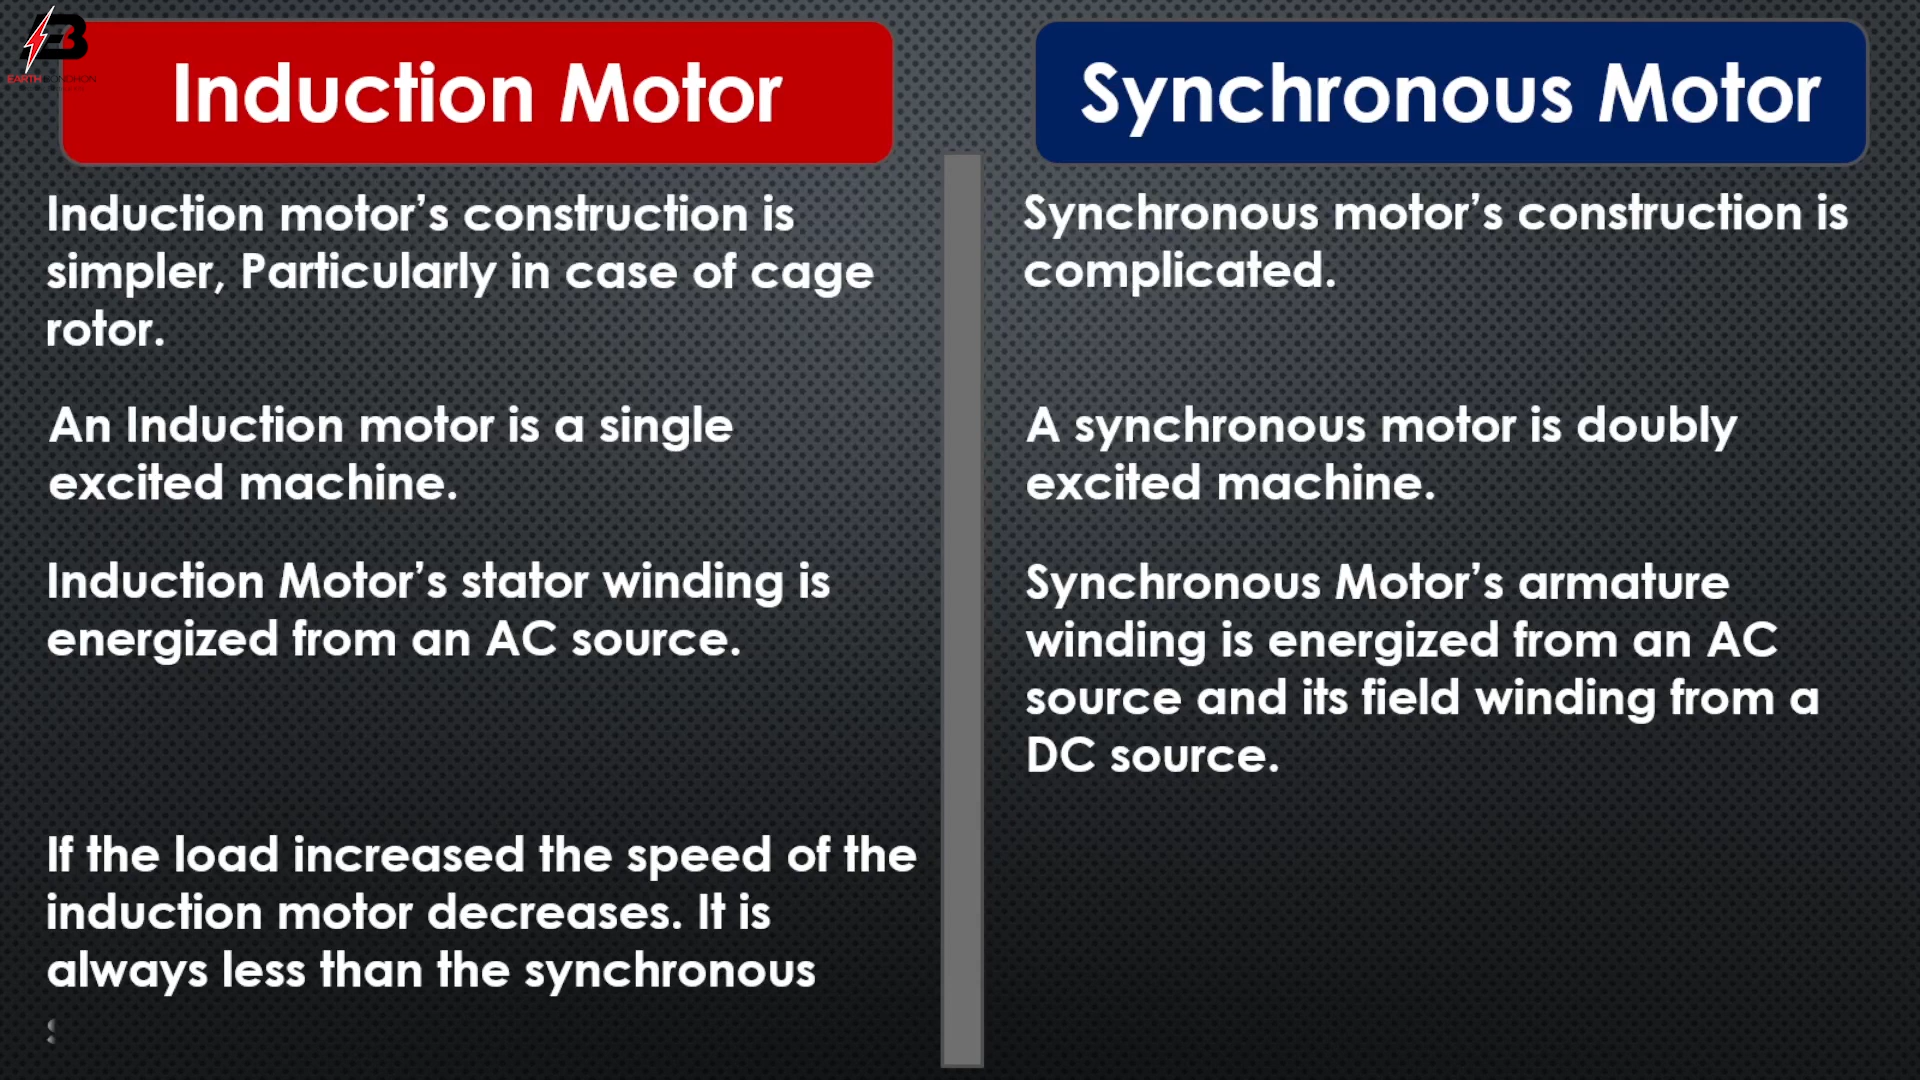 EARTH BONDHON
Induction Motor
Induction motor’s construction is
simpler, Particularly in case of cage
rotor.
An Induction motor is a single
excited machine.
Induction Motor’s stator winding is
energized from an AC source.
If the load increased the speed of the
induction motor decreases. It is
always less than the synchronous
Synchronous Motor
Synchronous motor’s construction is
complicated.
A synchronous motor is doubly
excited machine.
Synchronous Motor’s armature
winding is energized from an AC
source and its field winding from a
DC source.